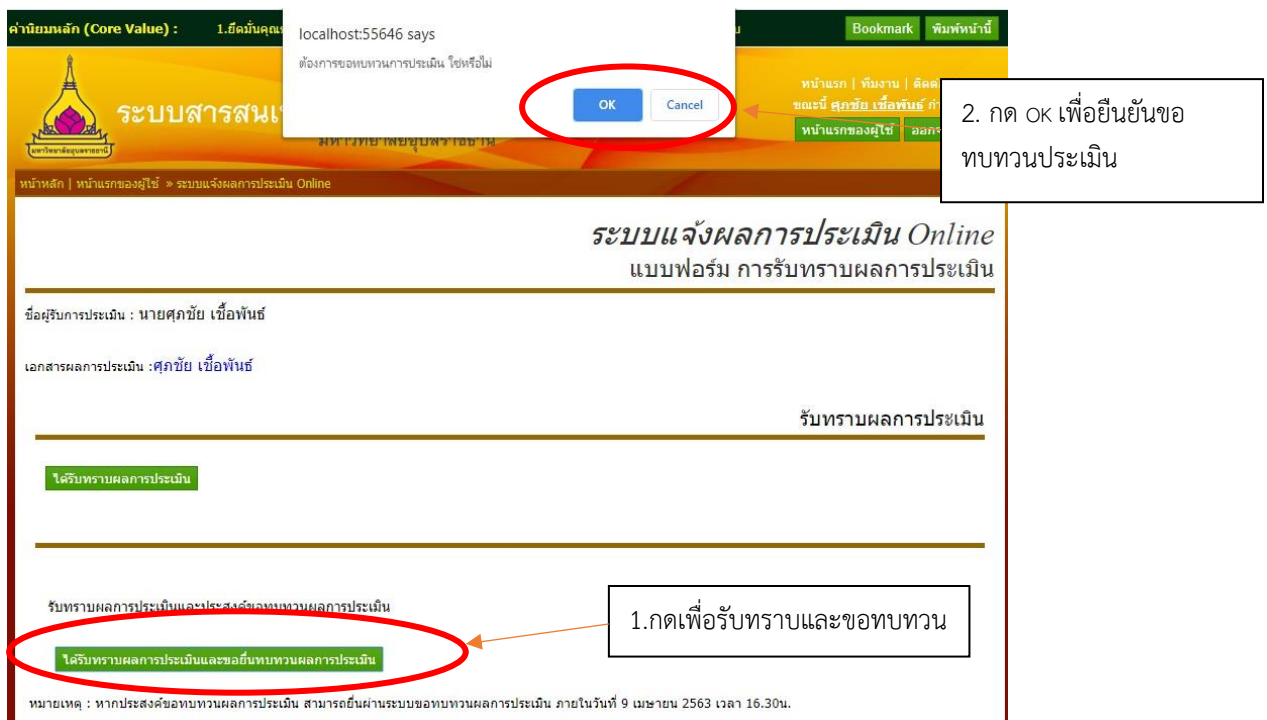 ค่านิยมหลัก (Core Value) :
1.ยึดมั่น
Bookmark
พิมพ์หน้านี้
localhost:55646 says
ต้องการขอทบทวนการประเมิน ใช่หรือไม่
OK
Cancel
หน้าแรก | ทีมงาน |
ขณะนี้ ศุภชัย เชื้อพันธ์
หน้าแรกของผู้ใช้
ระบบสารสน
มหาวิทยาลัยอุบลราชธานี
2. กด OK เพื่อยืนยันขอ
ทบทวนประเมิน
หน้าหลัก | หน้าแรกของผู้ใช้ » ระบบแจ้งผลการประเมิน Online
ระบบแจ้งผลการประเมิน Online
แบบฟอร์ม การรับทราบผลการประเมิน
ชื่อผู้รับการประเมิน : นายศุภชัย เชื้อพันธ์
เอกสารผลการประเมิน :ศุภชัย เชื้อพันธ์
รับทราบผลการประเมิน
ได้รับทราบผลการประเมิน
รับทราบผลการประเมินและประสงค์ขอทบทวนผลการประเมิน
1.กดเพื่อรับทราบและขอทบทวน
ได้รับทราบผลการประเมินและขอยื่นทบทวนผลการประเมิน
หมายเหตุ : หากประสงค์ขอทบทวนผลการประเมิน สามารถยื่นผ่านระบบขอทบทวนผลการประเมิน ภายในวันที่ 9 เมษายน 2563 เวลา 16.30น.